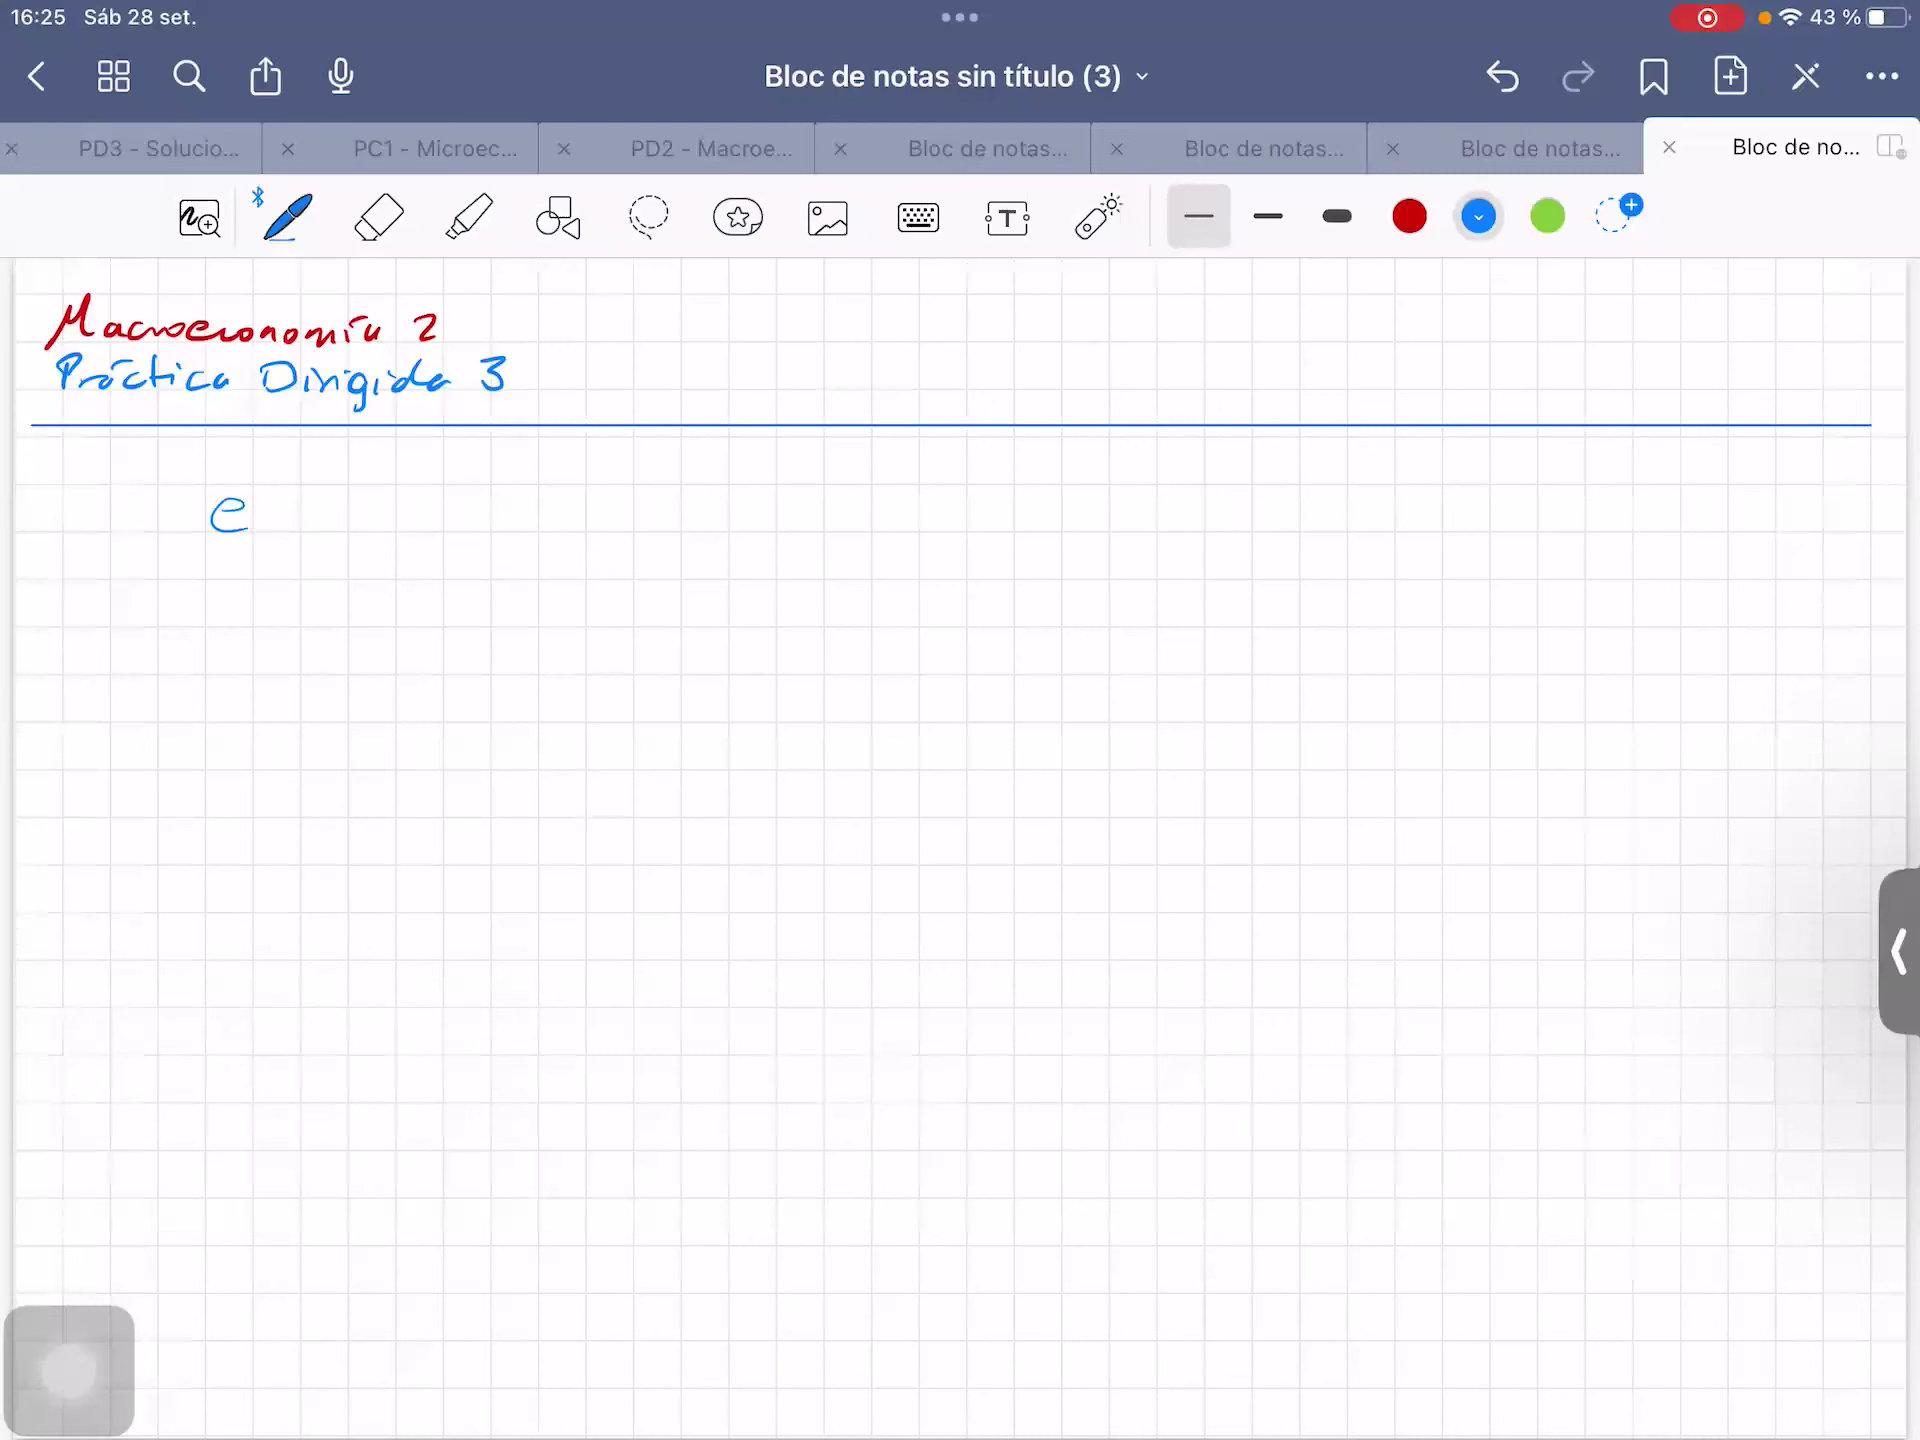 16:25 Sáb 28 set. 43 %
Bloc de notas sin título (3)
PD3 - Solucio... PC1 - Microec... PD2 - Macroe... Bloc de notas... Bloc de notas... Bloc de notas... Bloc de no...
T
Macroeconomía 2
Práctica Dirigida 3
e